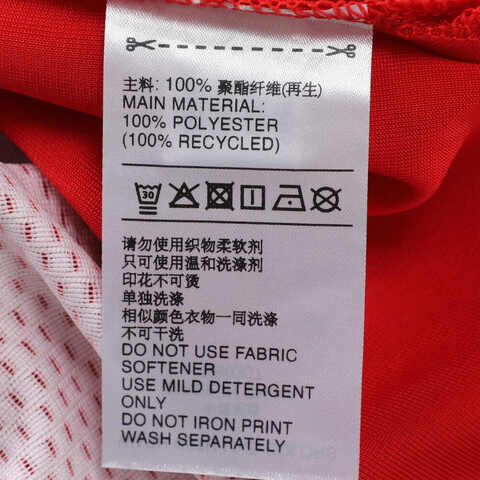 主料: 100% 聚酯纤维(再生)
MAIN MATERIAL:
100% POLYESTER
(100% RECYCLED)
30
请勿使用织物柔软剂
只可使用温和洗涤剂
印花不可烫
单独洗涤
相似颜色衣物一同洗涤
不可干洗
DO NOT USE FABRIC
SOFTENER
USE MILD DETERGENT
ONLY
DO NOT IRON PRINT
WASH SEPARATELY